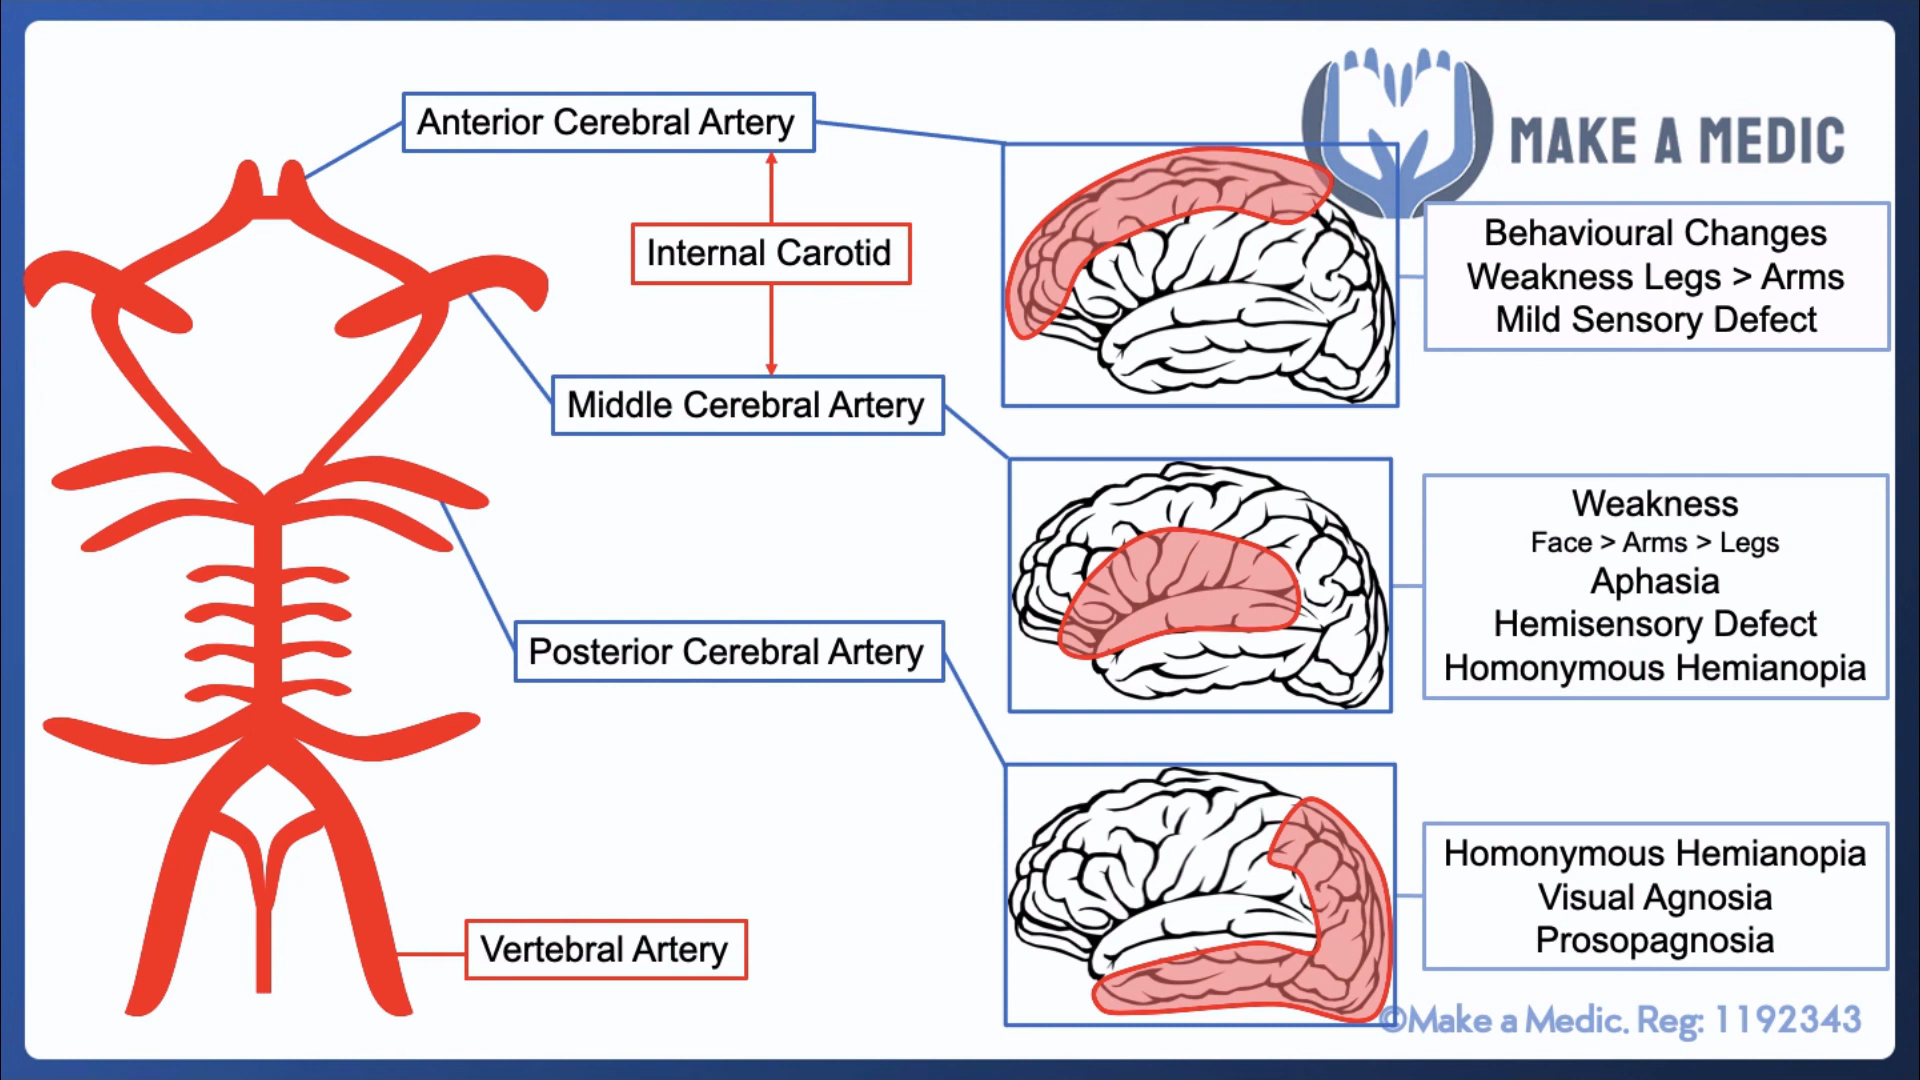 Anterior Cerebral Artery
MAKE A MEDIC
Internal Carotid
Behavioural Changes
Weakness Legs > Arms
Mild Sensory Defect
Middle Cerebral Artery
Weakness
Face > Arms > Legs
Aphasia
Hemisensory Defect
Homonymous Hemianopia
Posterior Cerebral Artery
Homonymous Hemianopia
Visual Agnosia
Prosopagnosia
Vertebral Artery
©Make a Medic. Reg: 1192343